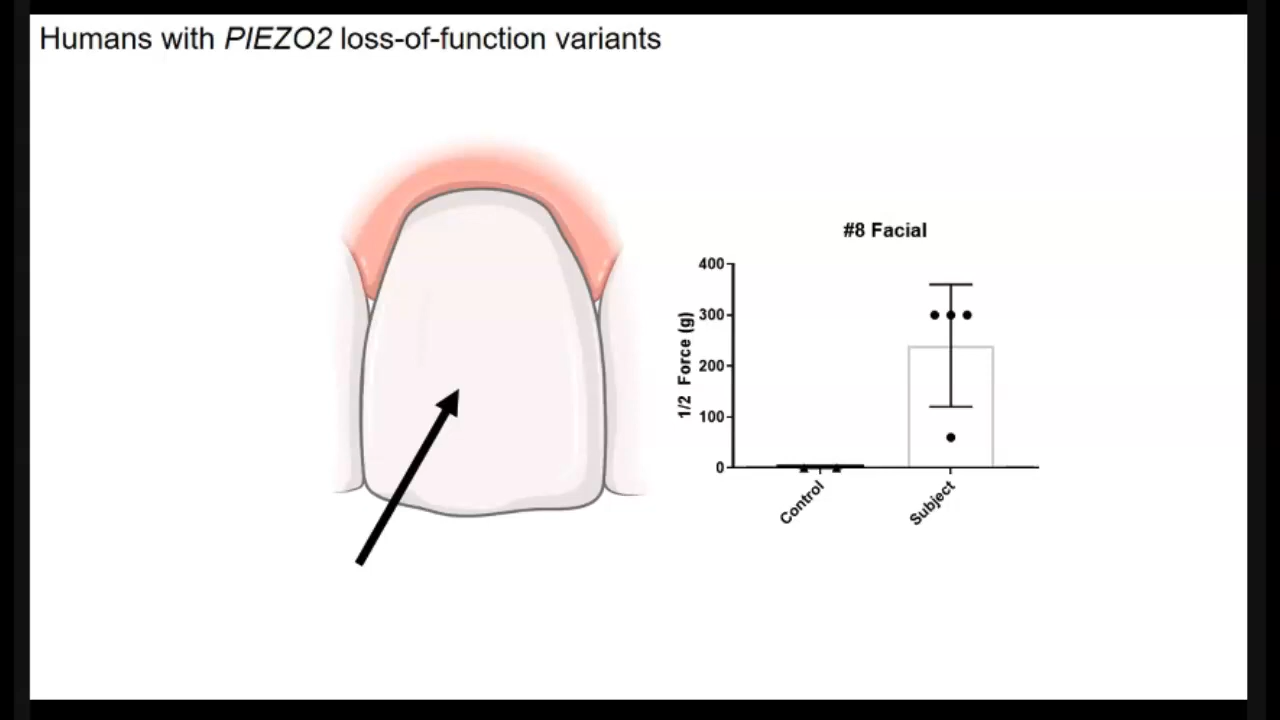 Humans with PIEZO2 loss-of-function variants
#8 Facial
1/2 Force (g)
400
300
200
100
0
Control
Subject